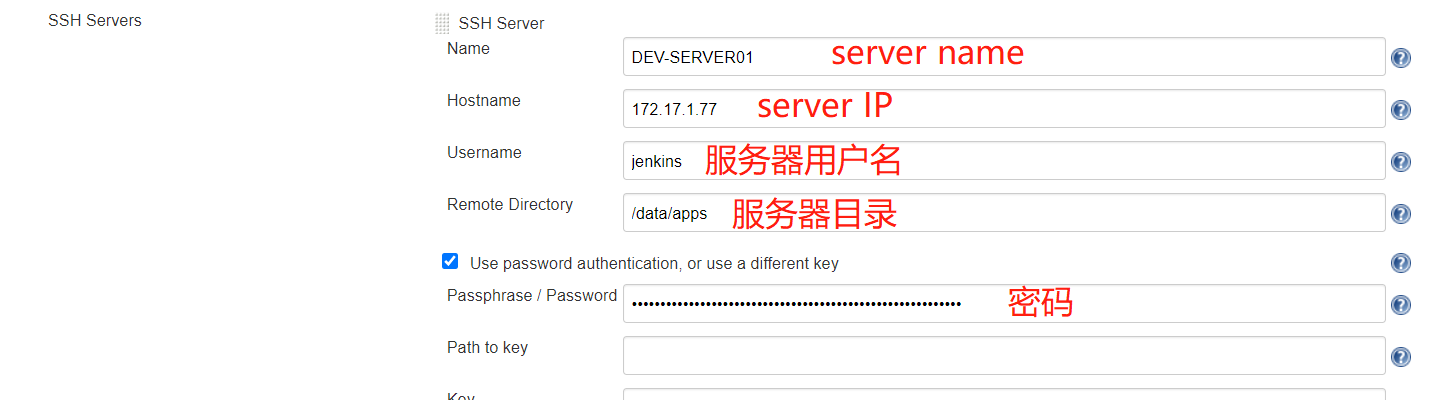 SSH Servers
SSH Server
Name
DEV-SERVER01 server name
Hostname
172.17.1.77 server IP
Username
jenkins 服务器用户名
Remote Directory
/data/apps 服务器目录
Use password authentication, or use a different key
Passphrase / Password
密码
Path to key
Key